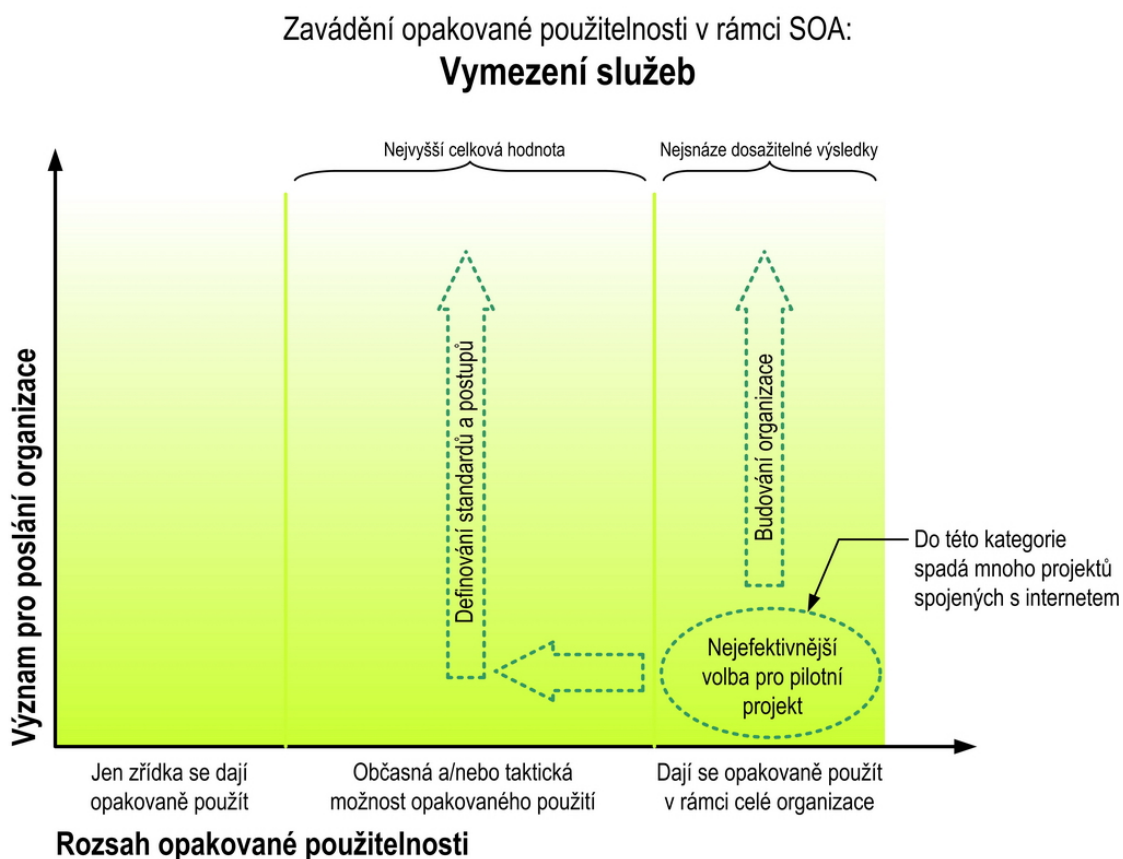 Zavádění opakované použitelnosti v rámci SOA:
Vymezení služeb
Nejvyšší celková hodnota
Nejsnáze dosažitelné výsledky
Význam pro poslání organizace
Definování standardů a postupů
Budování organizace
Do této kategorie
spadá mnoho projektů
spojených s internetem
Nejefektivnější
volba pro pilotní
projekt
Jen zřídka se dají
opakovaně použít
Občasná a/nebo taktická
možnost opakovaného použití
Dají se opakovaně použít
v rámci celé organizace
Rozsah opakované použitelnosti